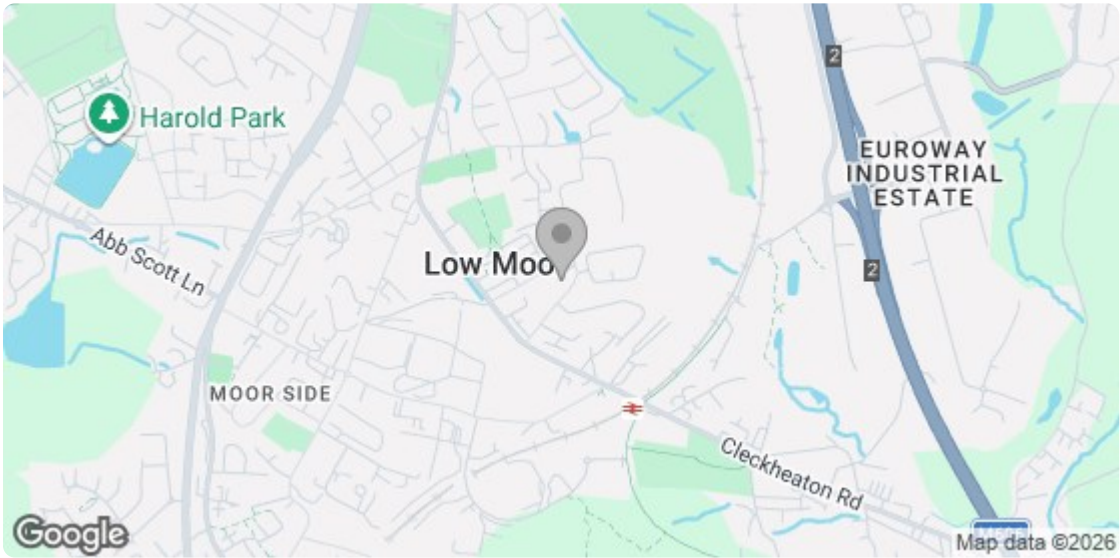 Harold Park
2
EUROWAY
INDUSTRIAL
ESTATE
Abb Scott Ln
Low Moo
2
MOOR SIDE
Cleckheaton Rd
Google
Map data ©2026